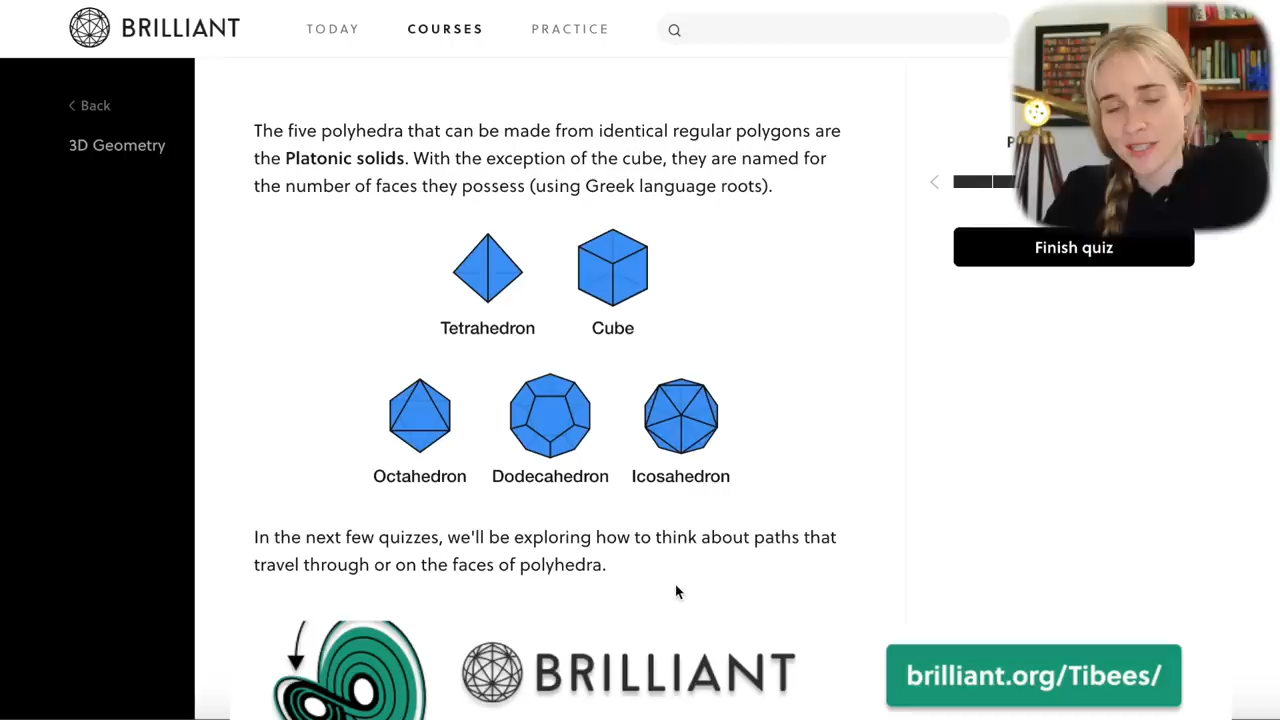 BRILLIANT
TODAY
COURSES
PRACTICE
Back
3D Geometry
The five polyhedra that can be made from identical regular polygons are
the Platonic solids. With the exception of the cube, they are named for
the number of faces they possess (using Greek language roots).
Tetrahedron
Cube
Octahedron
Dodecahedron
Icosahedron
In the next few quizzes, we'll be exploring how to think about paths that
travel through or on the faces of polyhedra.
Finish quiz
BRILLIANT
brilliant.org/Tibees/